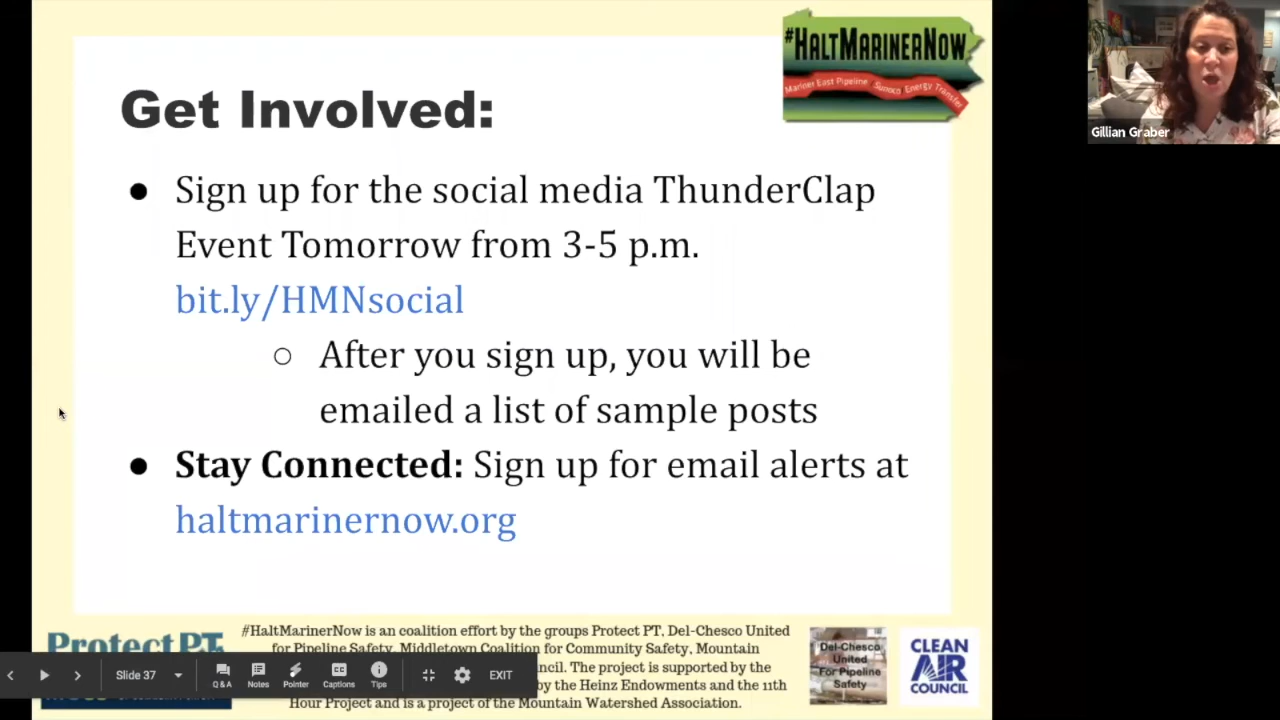 #HALTMARINERNOW
Mariner East Pipeline Sunoco Energy Transfer
Gillian Graber
Get Involved:
● Sign up for the social media ThunderClap
Event Tomorrow from 3-5 p.m.
bit.ly/HMNsocial
○ After you sign up, you will be
emailed a list of sample posts
● Stay Connected: Sign up for email alerts at
haltmarinernow.org
Protect PT
#HaltMarinerNow is an coalition effort by the groups Protect PT, Del-Chesco United
for Pipeline Safety, Middletown Coalition for Community Safety, Mountain
ncil. The project is supported by the
by the Heinz Endowments and the 11th
Hour Project and is a project of the Mountain Watershed Association.
Del-Chesco
United
For Pipeline
Safety
CLEAN
AIR
COUNCIL
Slide 37
Q & A
Notes
Pointer
Captions
Tips
EXIT